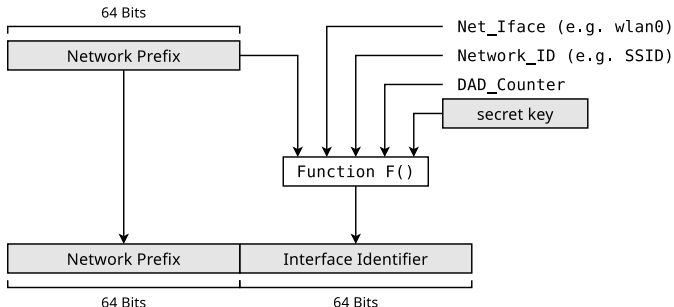 64 Bits
Net_Iface (e.g. wlan0)
Network Prefix
Network_ID (e.g. SSID)
DAD_Counter
secret key
Function F()
Network Prefix
Interface Identifier
64 Bits
64 Bits